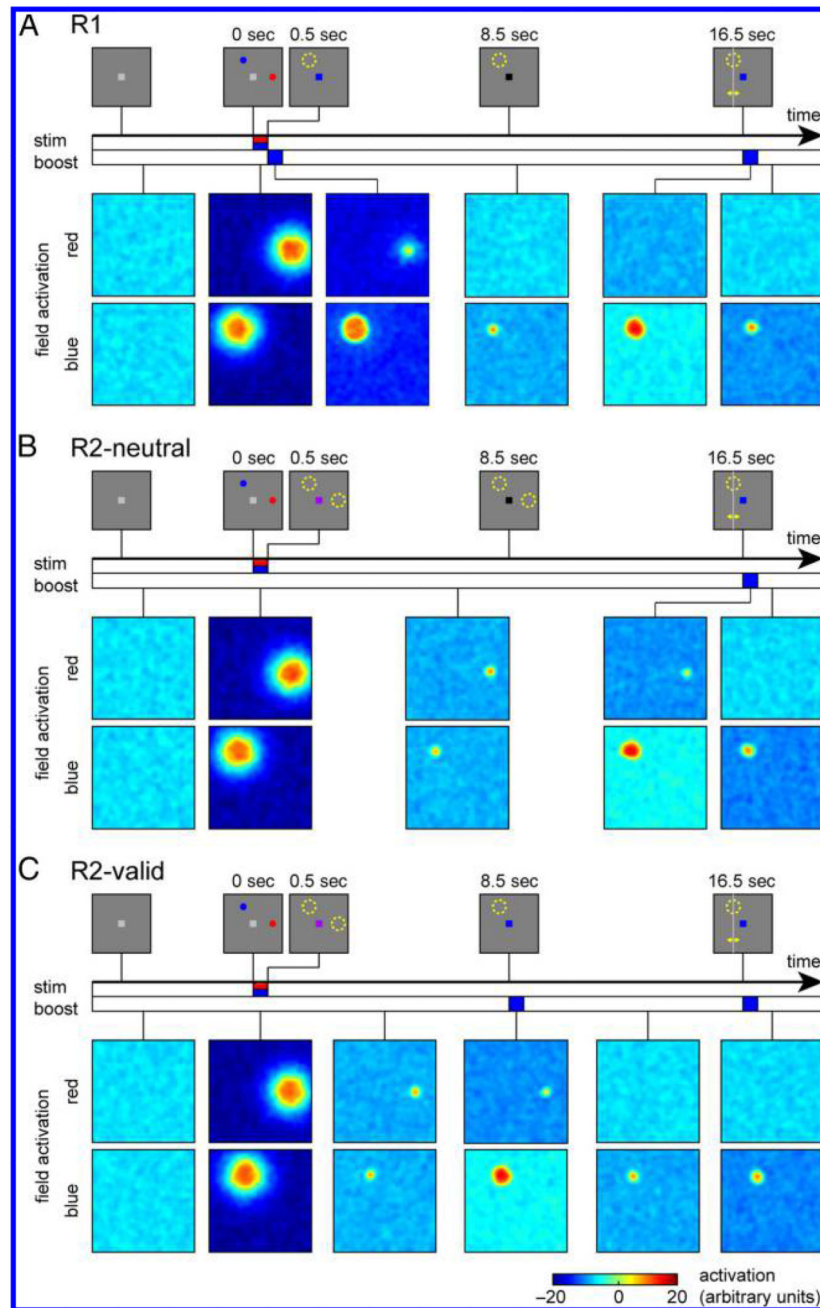 A R1
0 sec 0.5 sec 8.5 sec 16.5 sec
time
stim
boost
field activation
red
blue
B R2-neutral
0 sec 0.5 sec 8.5 sec 16.5 sec
time
stim
boost
field activation
red
blue
C R2-valid
0 sec 0.5 sec 8.5 sec 16.5 sec
time
stim
boost
field activation
red
blue
activation
–20 0 20 (arbitrary units)